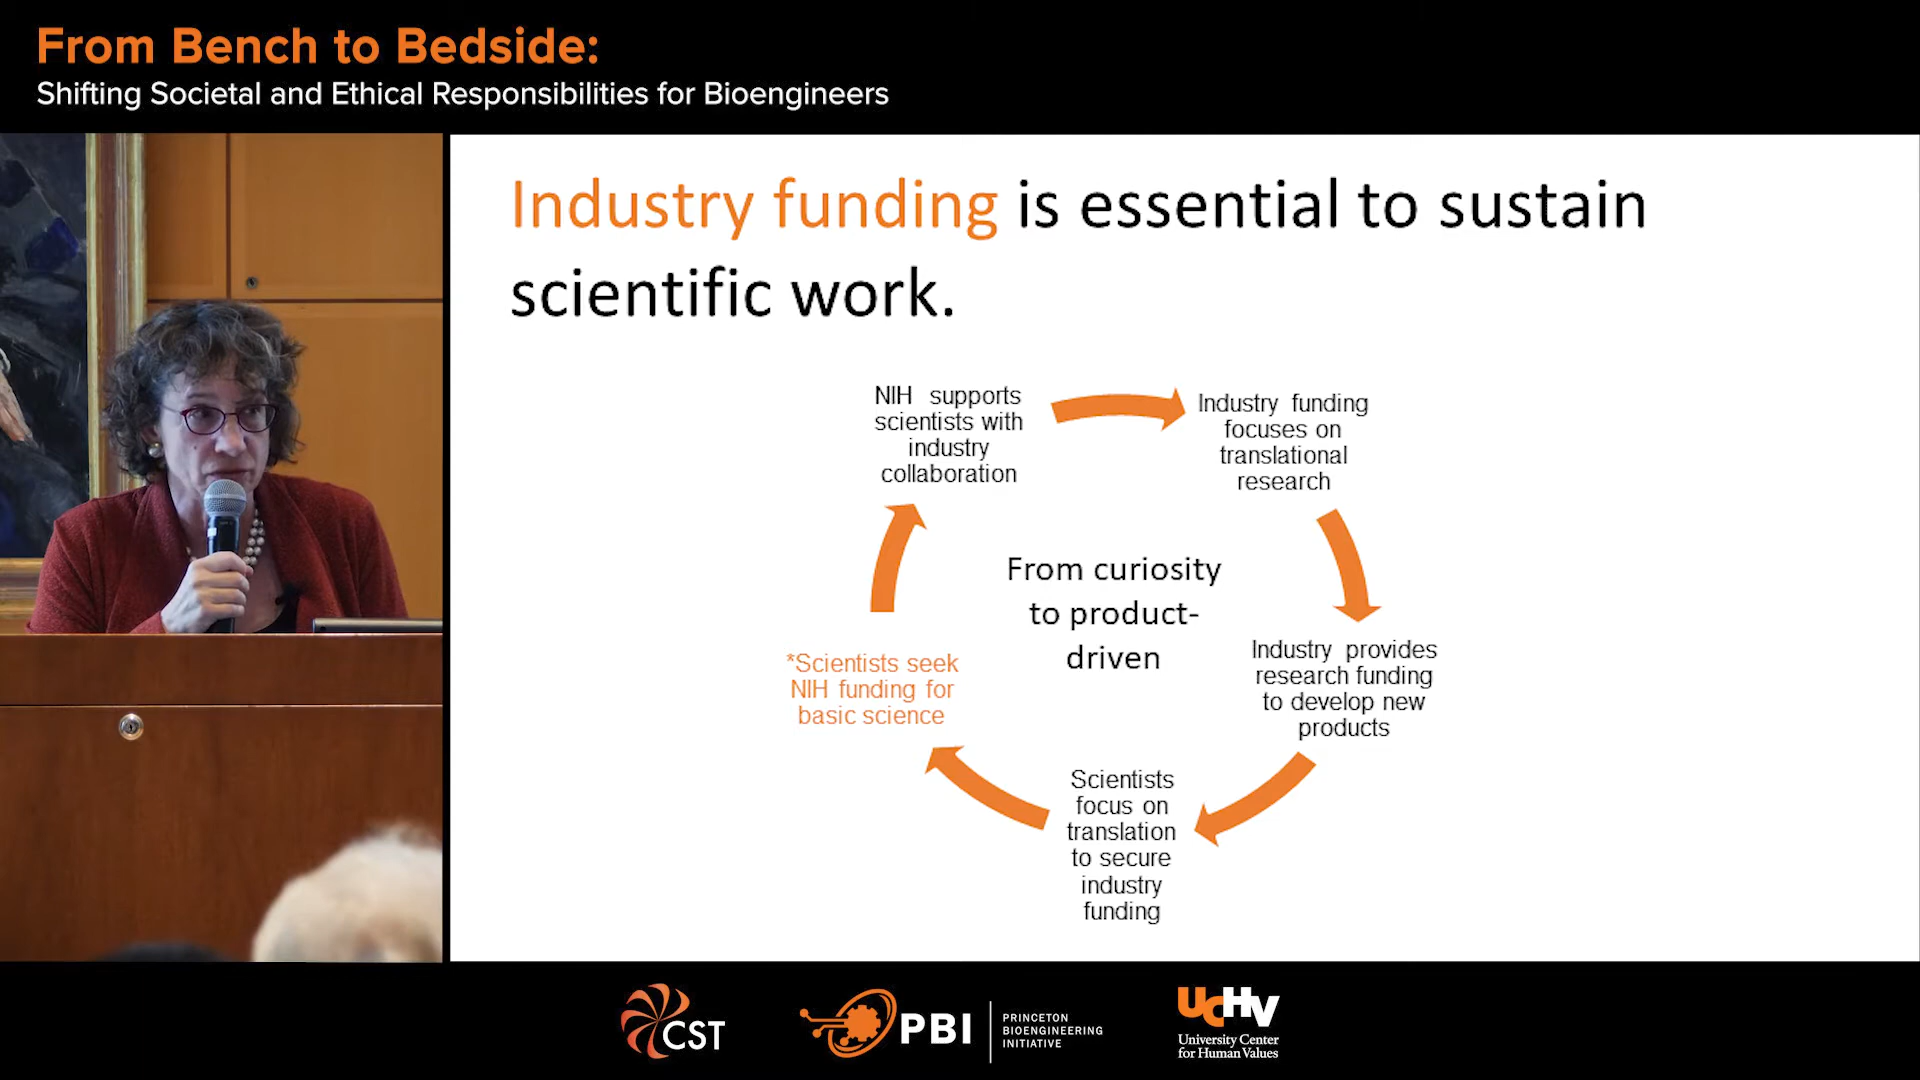 From Bench to Bedside:
Shifting Societal and Ethical Responsibilities for Bioengineers
Industry funding is essential to sustain
scientific work.
NIH supports
scientists with
industry
collaboration
Industry funding
focuses on
translational
research
From curiosity
to product-
driven
Industry provides
research funding
to develop new
products
*Scientists seek
NIH funding for
basic science
Scientists
focus on
translation
to secure
industry
funding
CST
PBI
PRINCETON
BIOENGINEERING
INITIATIVE
UCHV
University Center
for Human Values